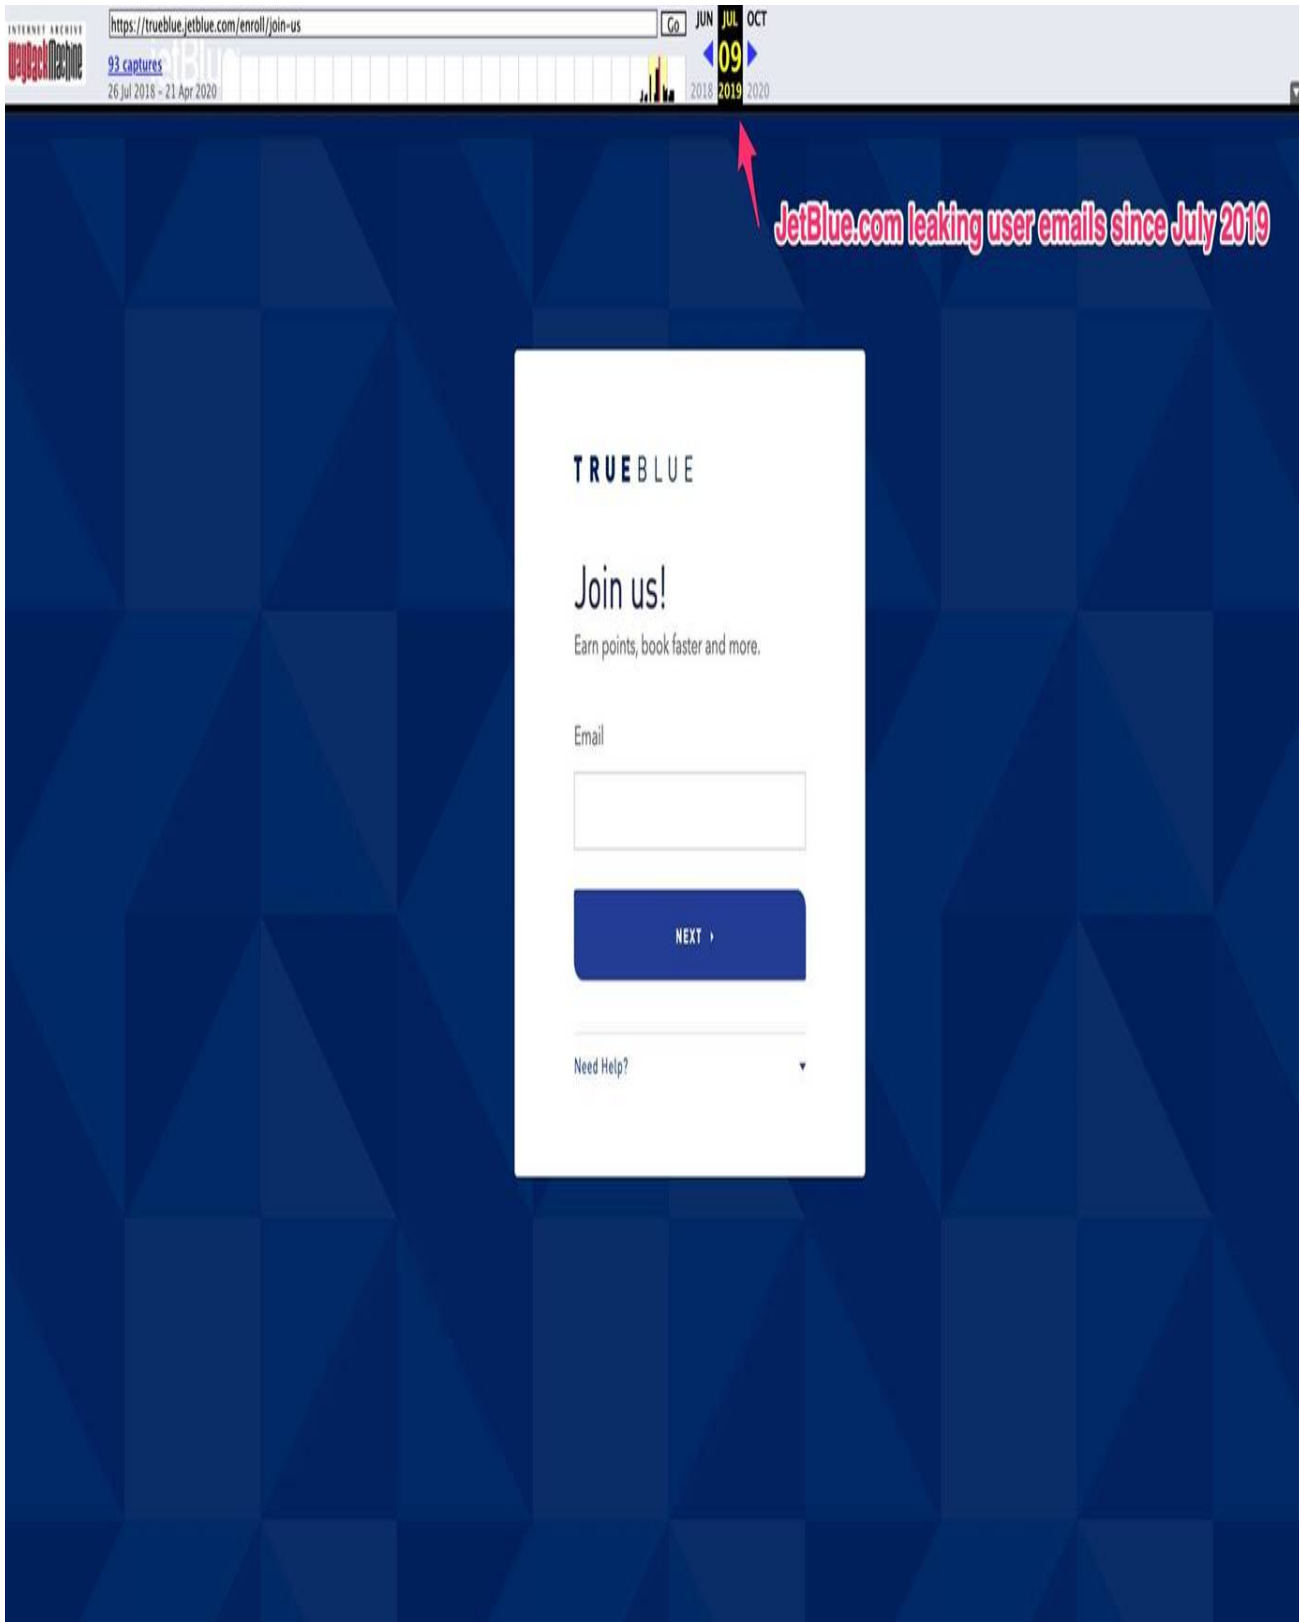 INTERNET ARCHIVE
WayBackMachine
https://trueblue.jetblue.com/enroll/join-us
Go
JUN JUL OCT
93 captures
09
26 Jul 2018 – 21 Apr 2020
2018 2019 2020
jetBlue
JetBlue.com leaking user emails since July 2019
TRUEBLUE
Join us!
Earn points, book faster and more.
Email
NEXT
Need Help?